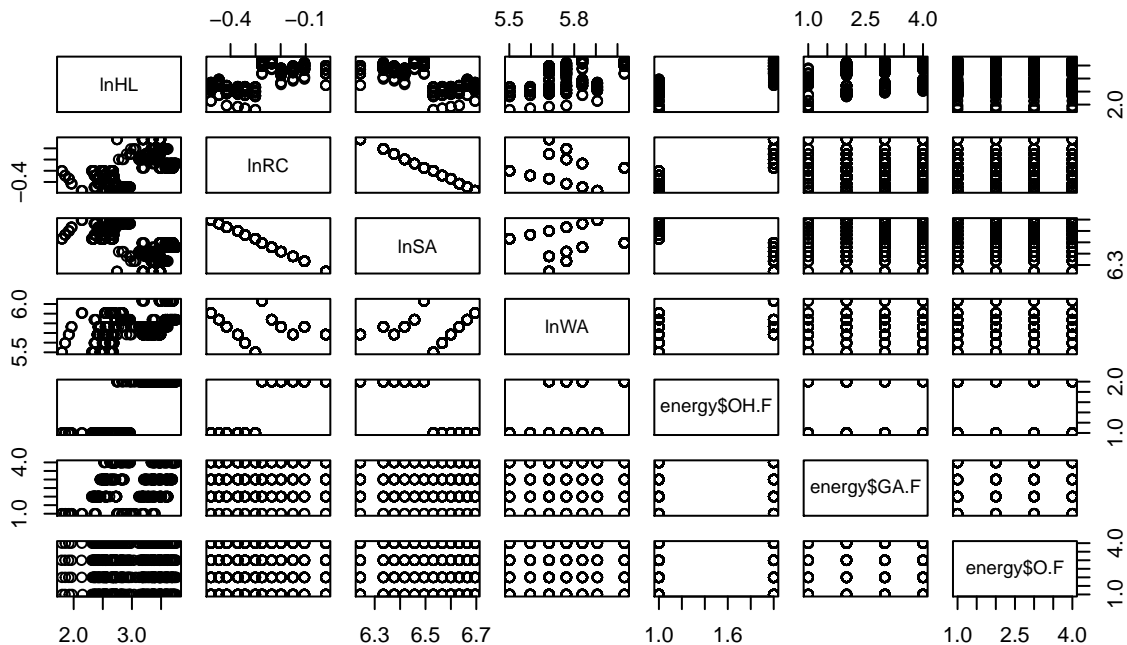 −0.4 −0.1 5.5 5.8 1.0 2.5 4.0
lnHL 2.0
−0.4 lnRC
lnSA 6.3
5.5 6.0 lnWA
energy$OH.F 1.0 2.0
1.0 4.0 energy$GA.F
energy$O.F 1.0 4.0
2.0 3.0 6.3 6.5 6.7 1.0 1.6 1.0 2.5 4.0